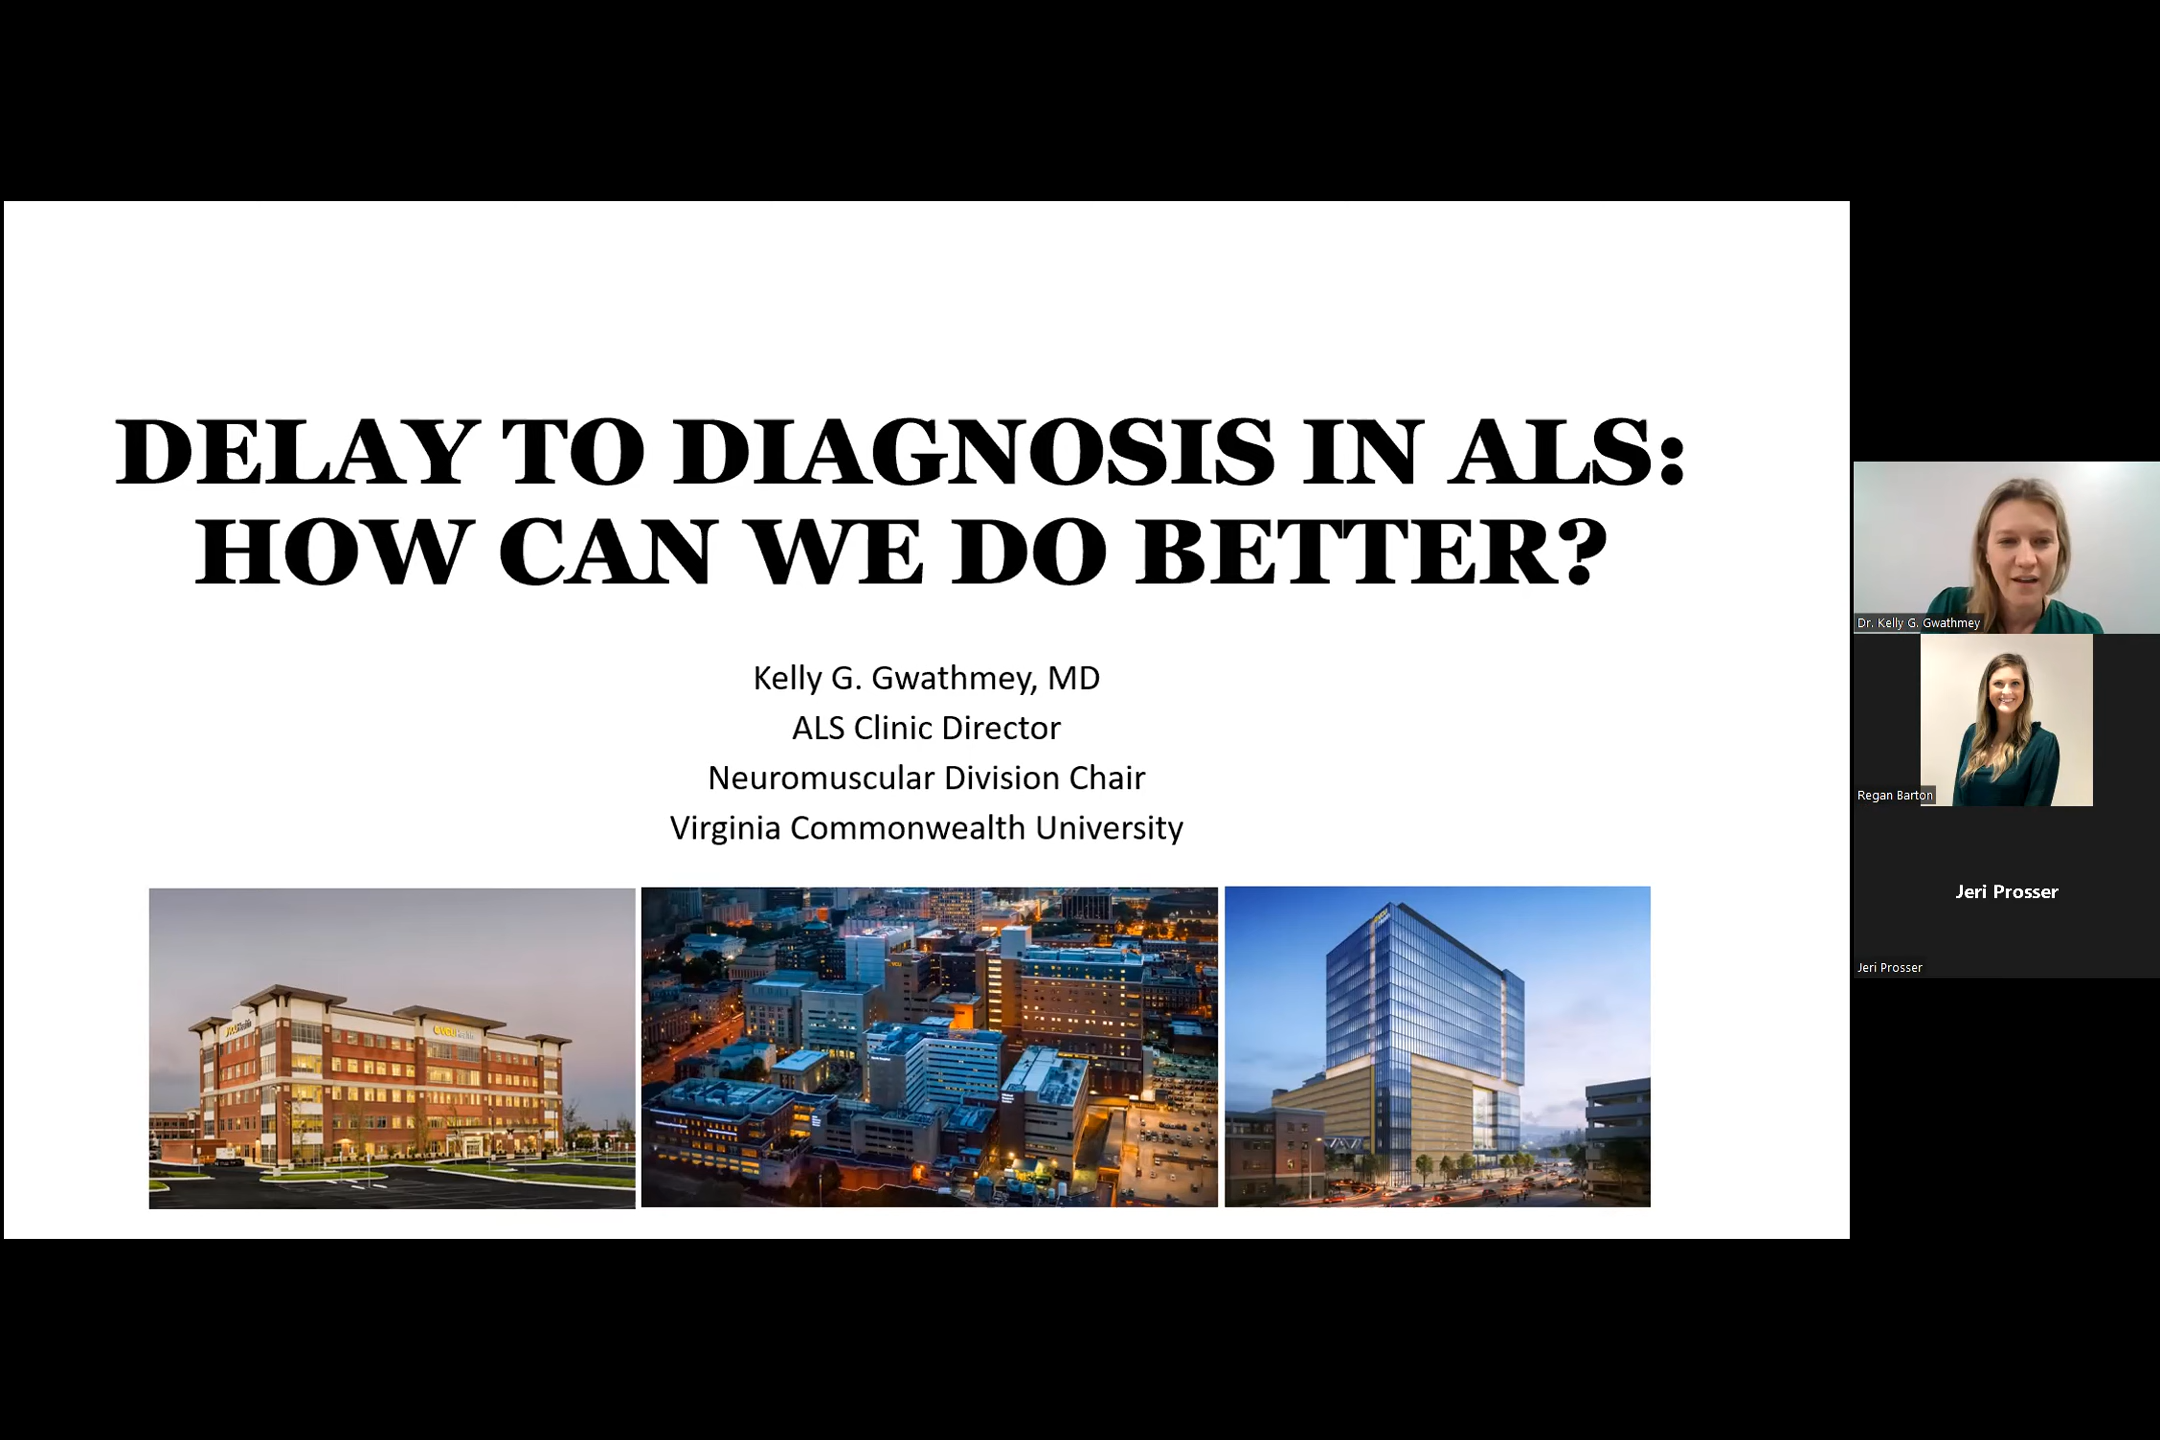 DELAY TO DIAGNOSIS IN ALS:
HOW CAN WE DO BETTER?
Kelly G. Gwathmey, MD
ALS Clinic Director
Neuromuscular Division Chair
Virginia Commonwealth University
Dr. Kelly G. Gwathmey
Regan Barton
Jeri Prosser
Jeri Prosser
VCU